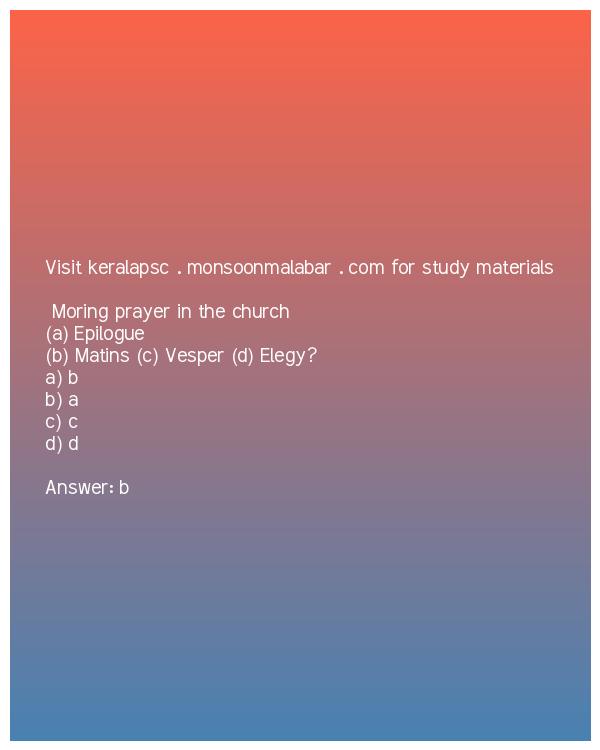 Visit keralapsc . monsoonmalabar . com for study materials
Moring prayer in the church
(a) Epilogue
(b) Matins (c) Vesper (d) Elegy?
a) b
b) a
c) c
d) d
Answer: b